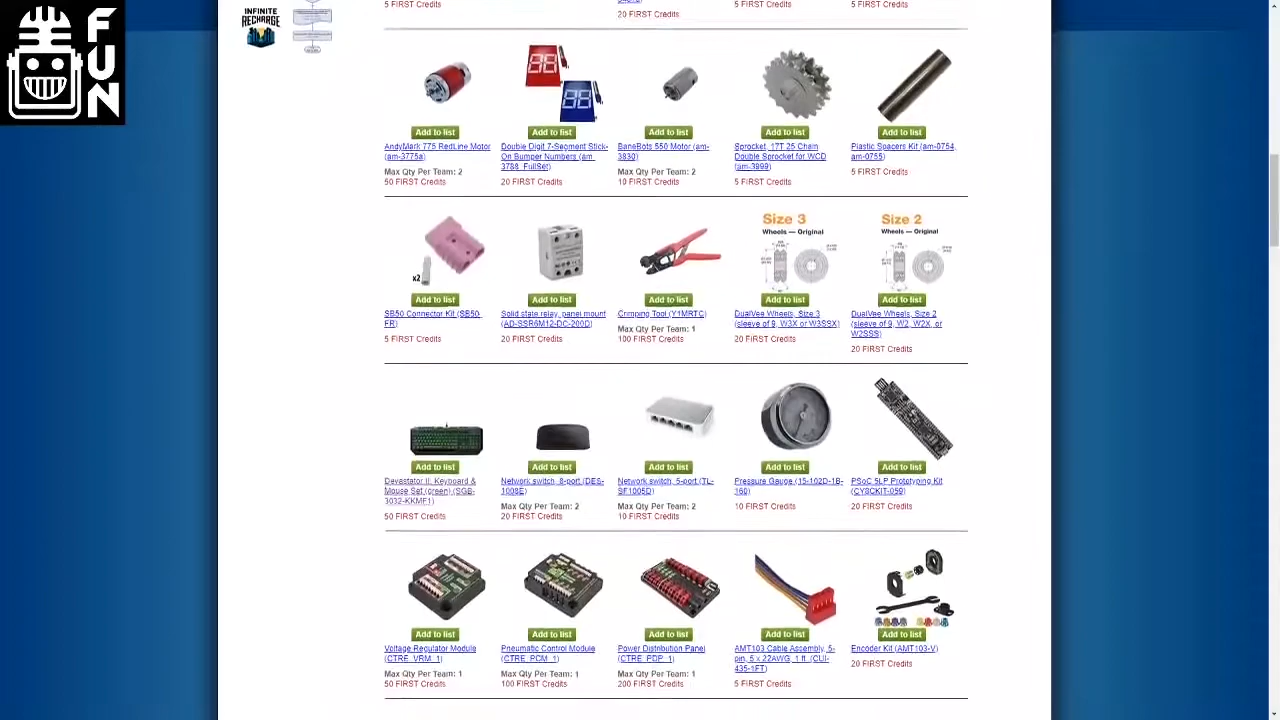 FUN
INFINITE
RECHARGE
5 FIRST Credits
20 FIRST Credits
5 FIRST Credits
5 FIRST Credits
Add to list
AndyMark 775 RedLine Motor
(am-3775a)
Max Qty Per Team: 2
50 FIRST Credits
Add to list
Double Digit 7-Segment Stick-
On Bumper Numbers (am-
3788_FullSet)
20 FIRST Credits
Add to list
BaneBots 550 Motor (am-
3830)
Max Qty Per Team: 2
10 FIRST Credits
Add to list
Sprocket, 17T 25 Chain
Double Sprocket for WCD
(am-3999)
5 FIRST Credits
Add to list
Plastic Spacers Kit (am-0754,
am-0755)
5 FIRST Credits
x2
Add to list
SB50 Connector Kit (SB50-
FR)
5 FIRST Credits
Add to list
Solid state relay, panel mount
(AD-SSR6M12-DC-200D)
20 FIRST Credits
Add to list
Crimping Tool (Y1MRTC)
Max Qty Per Team: 1
100 FIRST Credits
Size 3
Wheels — Original
Add to list
DualVee Wheels, Size 3
(sleeve of 9, W3X or W3SSX)
20 FIRST Credits
Size 2
Wheels — Original
Add to list
DualVee Wheels, Size 2
(sleeve of 9, W2, W2X, or
W2SSS)
20 FIRST Credits
Add to list
Devastator II: Keyboard &
Mouse Set (green) (SGB-
3032-KKMF1)
50 FIRST Credits
Add to list
Network switch, 8-port (DES-
1008E)
Max Qty Per Team: 2
20 FIRST Credits
Add to list
Network switch, 5-port (TL-
SF1005D)
Max Qty Per Team: 2
10 FIRST Credits
Add to list
Pressure Gauge (15-102D-1B-
160)
10 FIRST Credits
Add to list
PSoC 5LP Prototyping Kit
(CY8CKIT-059)
20 FIRST Credits
Add to list
Voltage Regulator Module
(CTRE_VRM_1)
Max Qty Per Team: 1
50 FIRST Credits
Add to list
Pneumatic Control Module
(CTRE_PCM_1)
Max Qty Per Team: 1
100 FIRST Credits
Add to list
Power Distribution Panel
(CTRE_PDP_1)
Max Qty Per Team: 1
200 FIRST Credits
Add to list
AMT103 Cable Assembly, 5-
pin, 5 x 22AWG, 1 ft. (CUI-
435-1FT)
5 FIRST Credits
Add to list
Encoder Kit (AMT103-V)
20 FIRST Credits